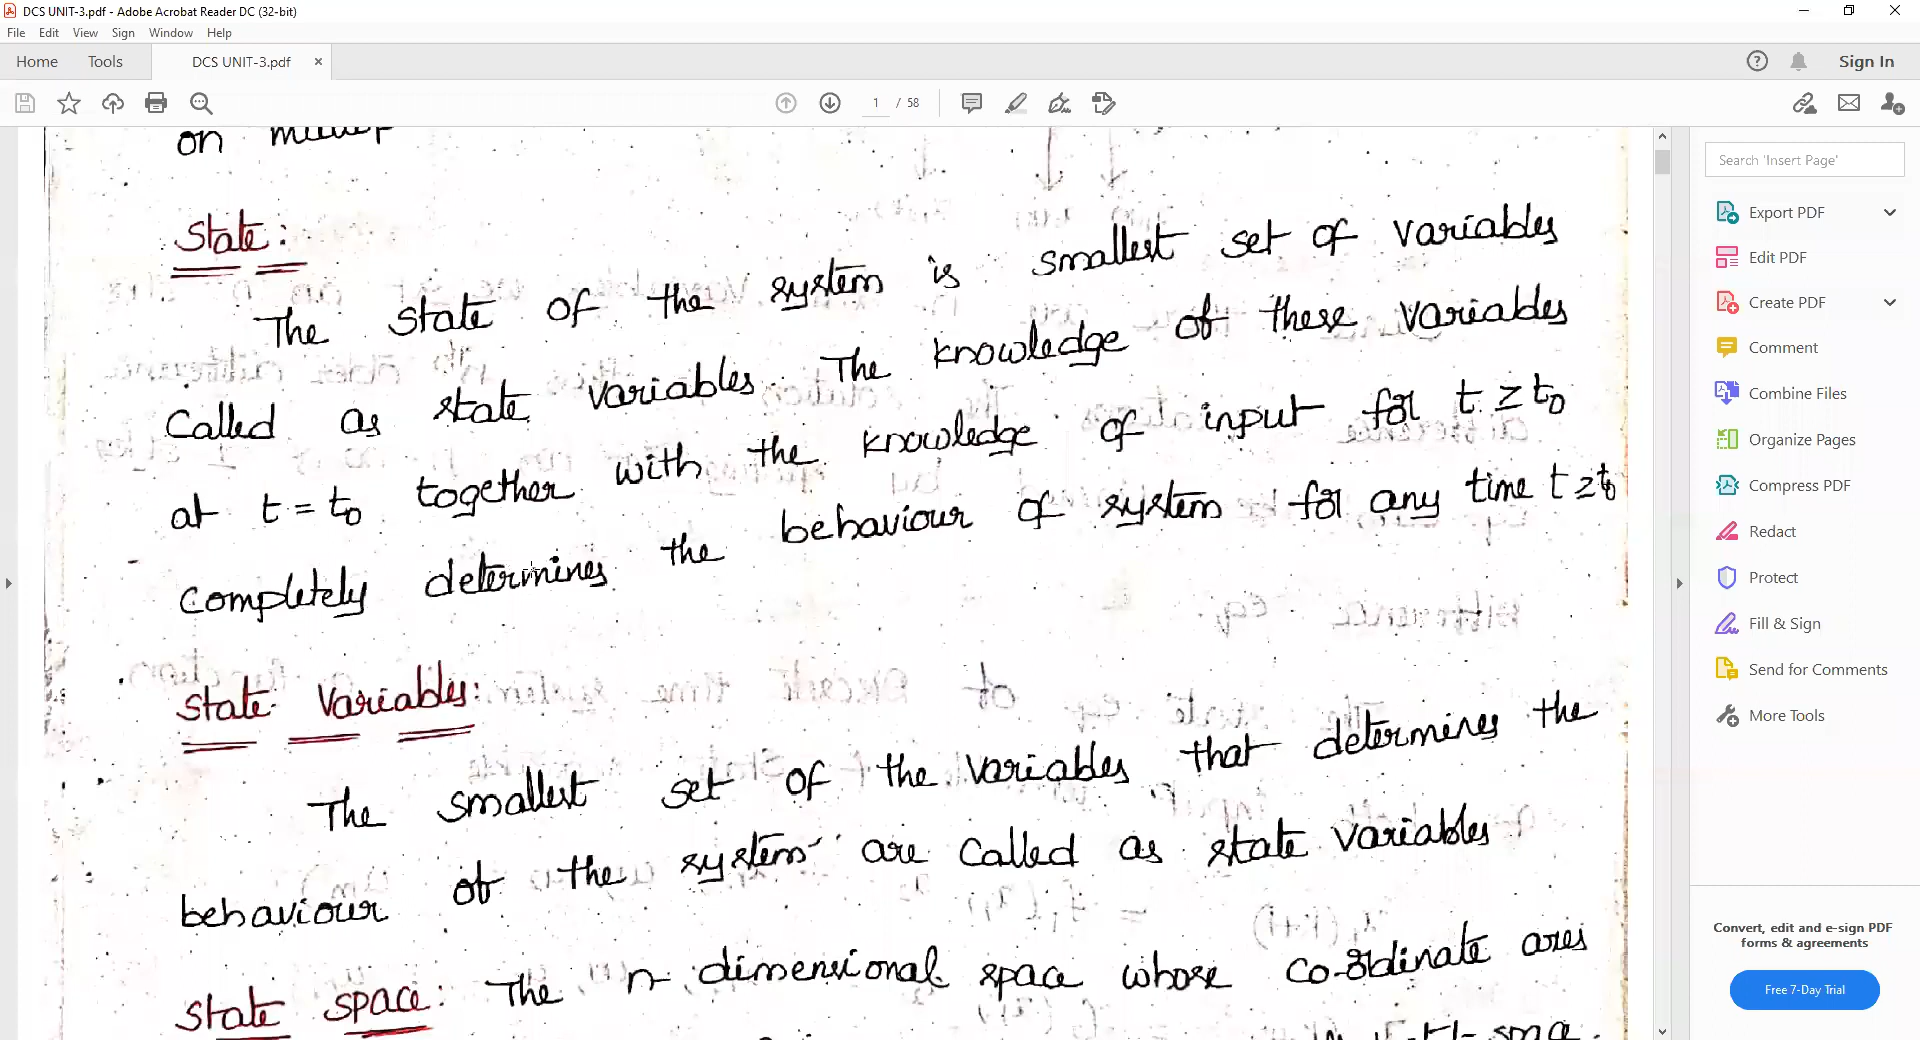 DCS UNIT-3.pdf - Adobe Acrobat Reader DC (32-bit)
File Edit View Sign Window Help
Home Tools DCS UNIT-3.pdf × Sign In
1 / 58
on
State:
The state of the system is smallest set of variables
called as state variables. The knowledge of these variables
at t = t0 together with the knowledge of input for t ≥ t0
completely determines the behaviour of system for any time t ≥ t0
State Variables:
The smallest set of the variables that determines the
behaviour of the system are called as state variables
State space: The n dimensional space whose co-ordinate axes
Search 'Insert Page'
Export PDF
Edit PDF
Create PDF
Comment
Combine Files
Organize Pages
Compress PDF
Redact
Protect
Fill & Sign
Send for Comments
More Tools
Convert, edit and e-sign PDF
forms & agreements
Free 7-Day Trial